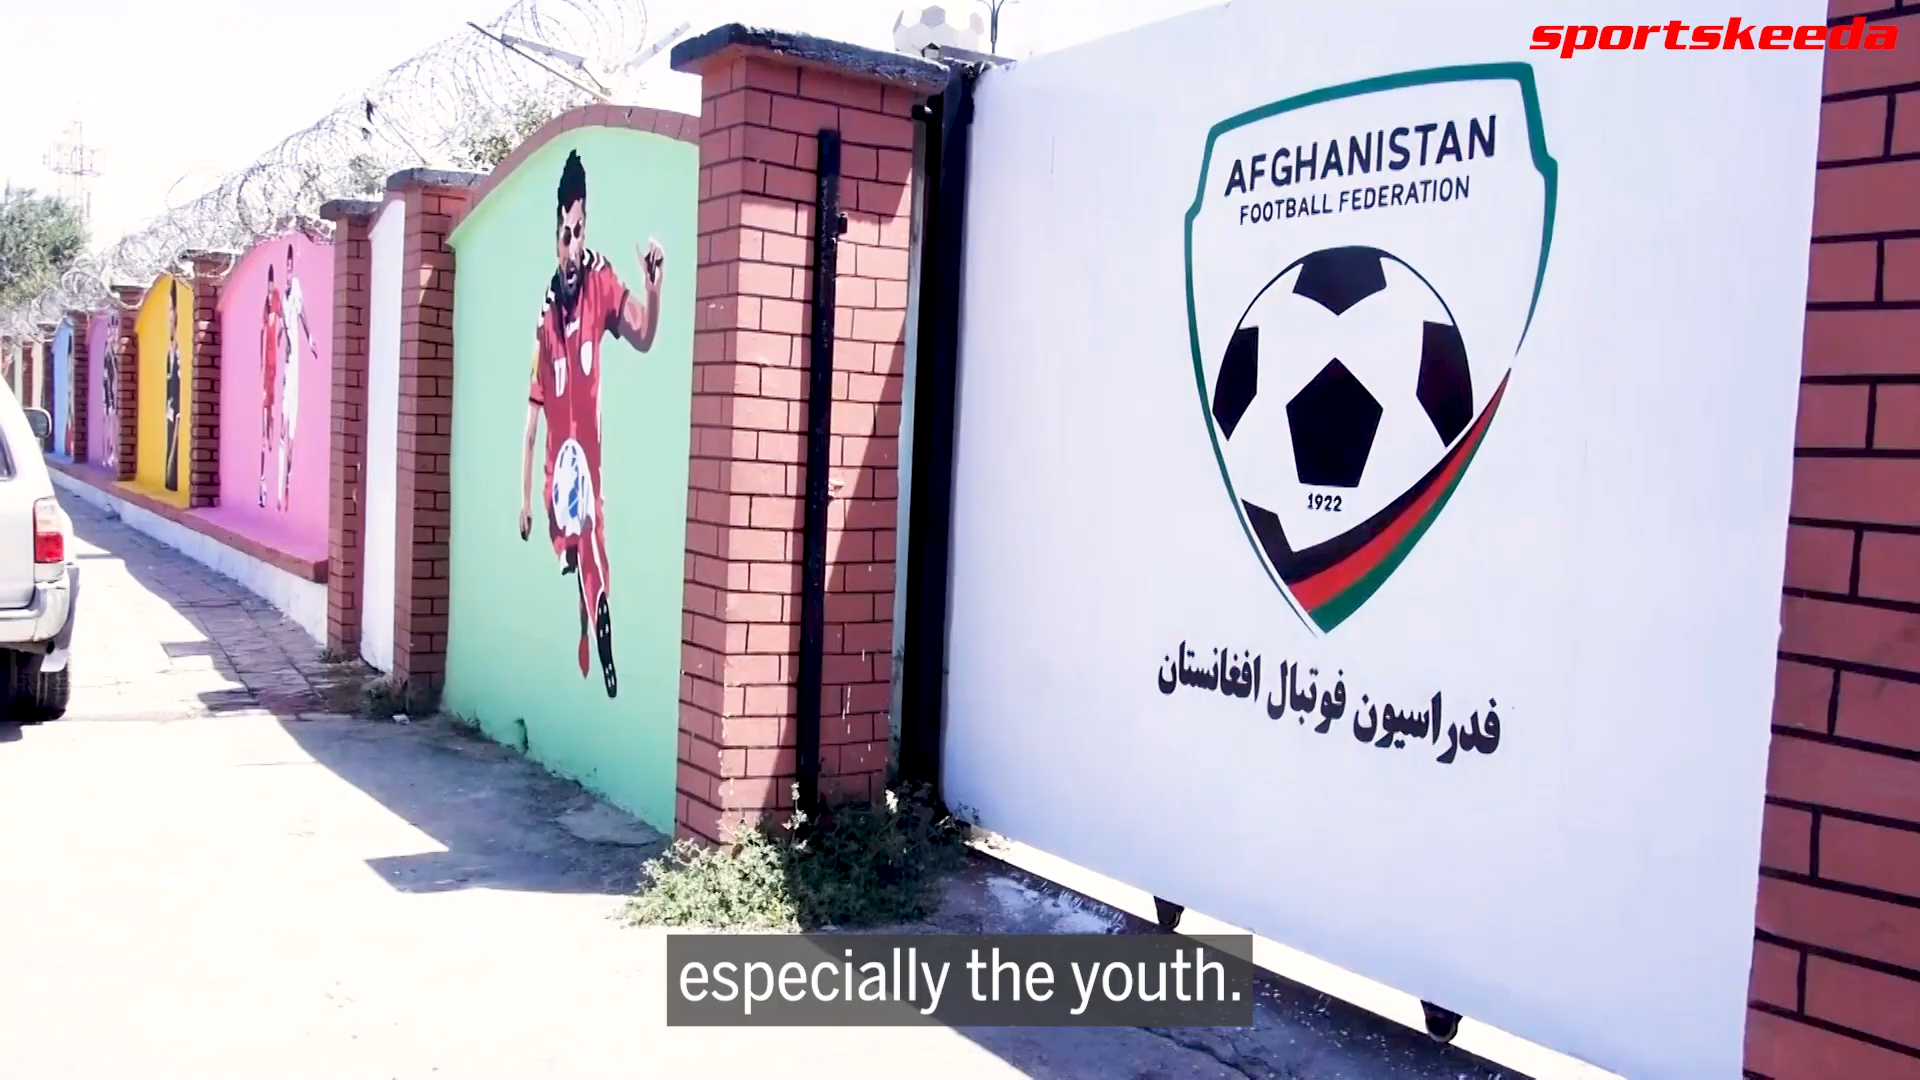 sportskeeda
AFGHANISTAN
FOOTBALL FEDERATION
1922
فدراسیون فوتبال افغانستان
especially the youth.